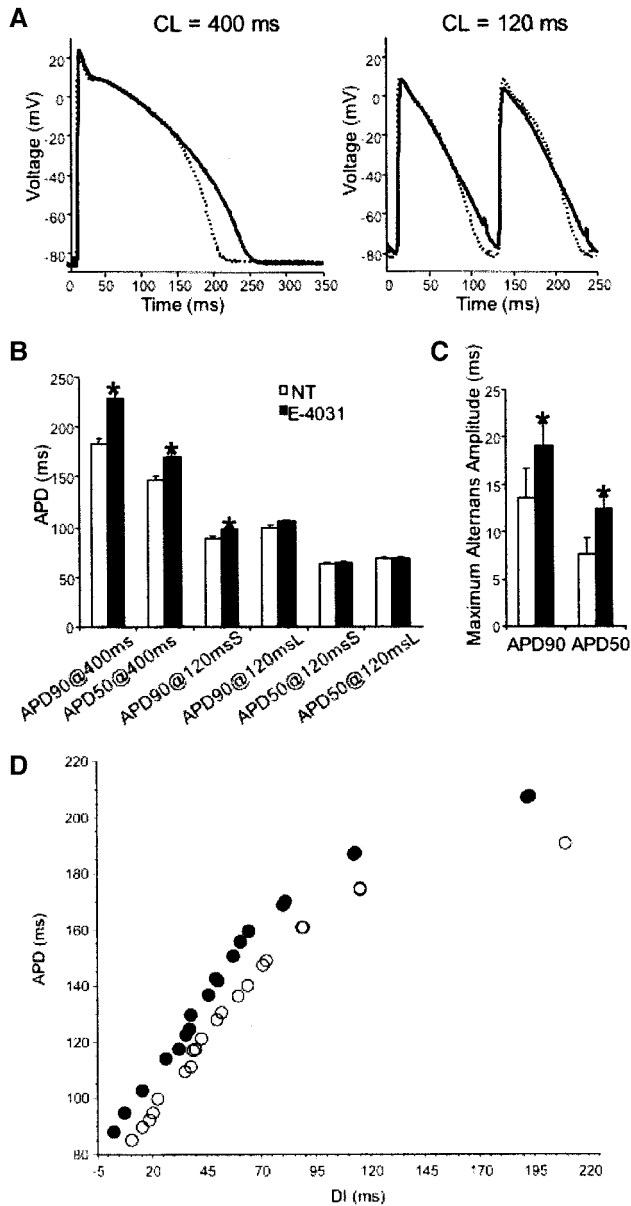 A
CL = 400 ms
CL = 120 ms
20
0
-20
-40
-60
-80
Voltage (mV)
0 50 100 150 200 250 300 350
Time (ms)
20
0
-20
-40
-60
-80
Voltage (mV)
0 50 100 150 200 250
Time (ms)
B
250
200
150
100
50
0
APD (ms)
NT
E-4031
* * *
APD90@400ms
APD50@400ms
APD90@120msS
APD90@120msL
APD50@120msS
APD50@120msL
C
Maximum Alternans Amplitude (ms)
25
20
15
10
5
0
* *
APD90 APD50
D
220
200
180
160
140
120
100
80
APD (ms)
-5 20 45 70 95 120 145 170 195 220
DI (ms)